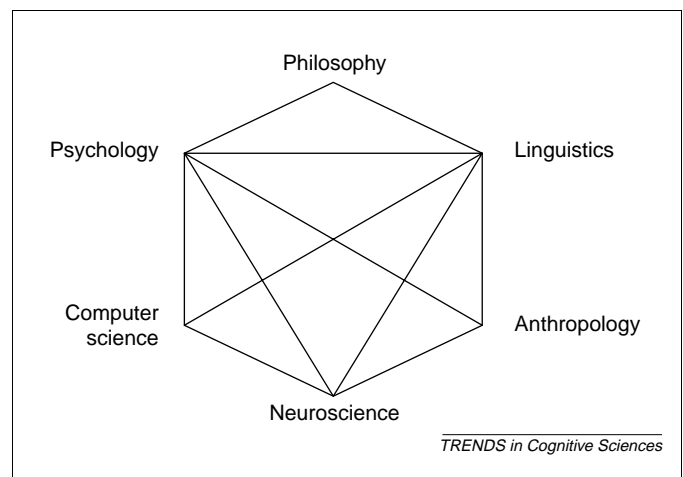 Philosophy
Psychology
Linguistics
Computer
science
Anthropology
Neuroscience
TRENDS in Cognitive Sciences